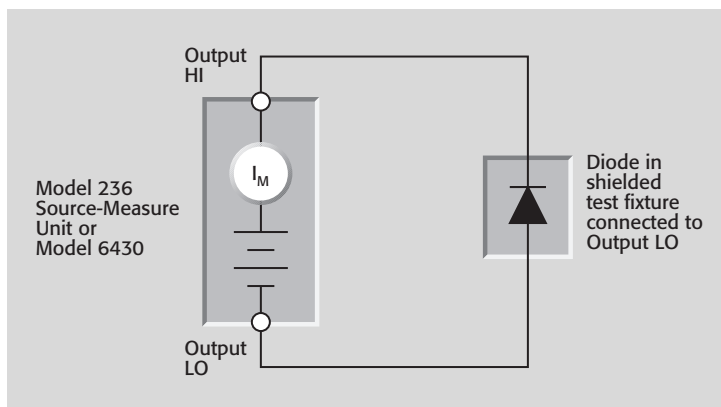 Output
HI
I_M
Model 236
Source-Measure
Unit or
Model 6430
Diode in
shielded
test fixture
connected to
Output LO
Output
LO